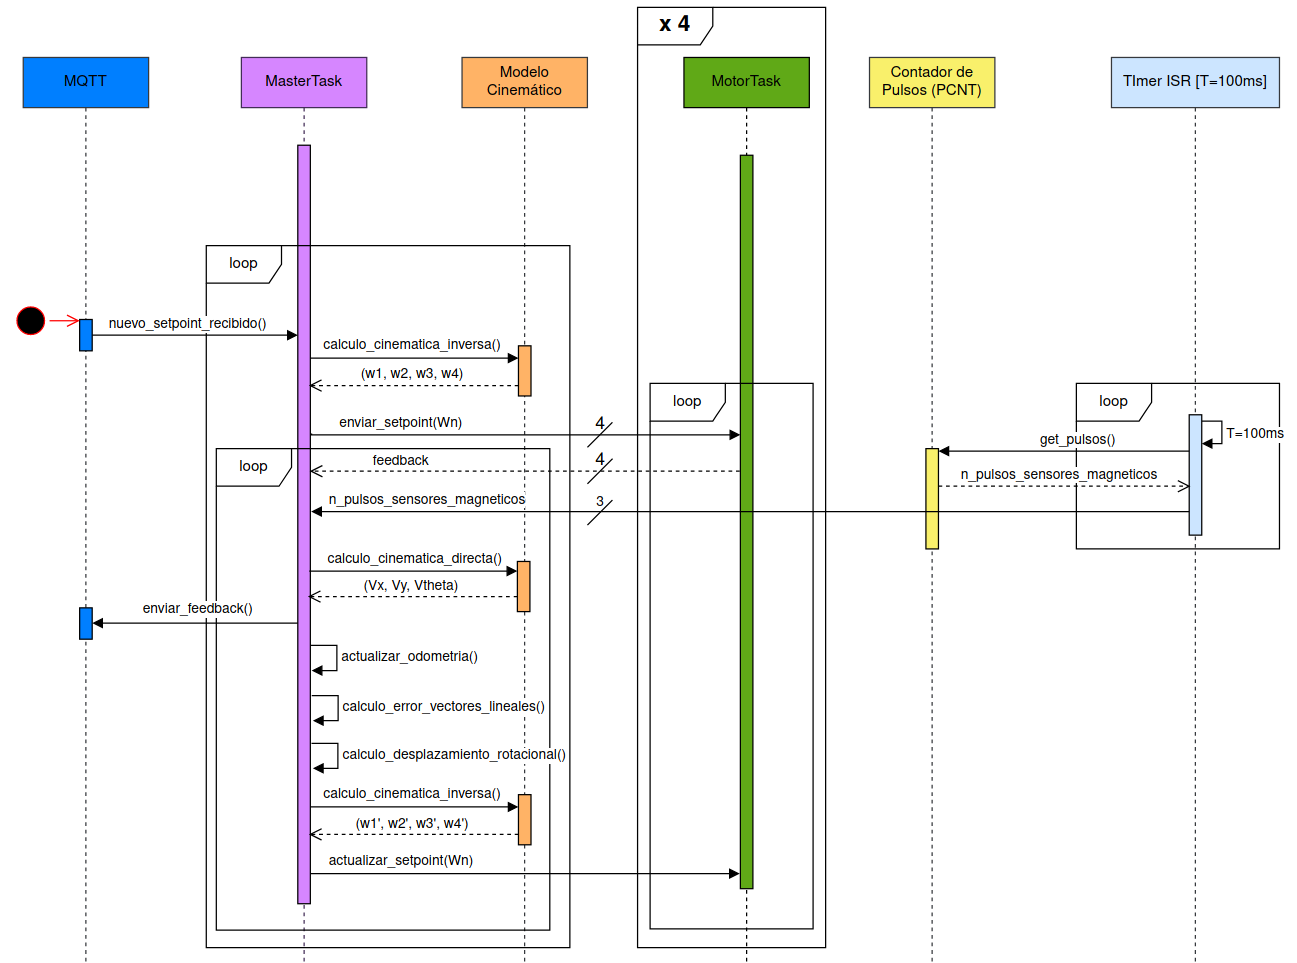 x 4
MQTT
MasterTask
Modelo
Cinemático
MotorTask
Contador de
Pulsos (PCNT)
TImer ISR [T=100ms]
loop
nuevo_setpoint_recibido()
calculo_cinematica_inversa()
(w1, w2, w3, w4)
loop
loop
enviar_setpoint(Wn)
4
T=100ms
get_pulsos()
loop
feedback
4
n_pulsos_sensores_magneticos
n_pulsos_sensores_magneticos
3
calculo_cinematica_directa()
(Vx, Vy, Vtheta)
enviar_feedback()
actualizar_odometria()
calculo_error_vectores_lineales()
calculo_desplazamiento_rotacional()
calculo_cinematica_inversa()
(w1', w2', w3', w4')
actualizar_setpoint(Wn)